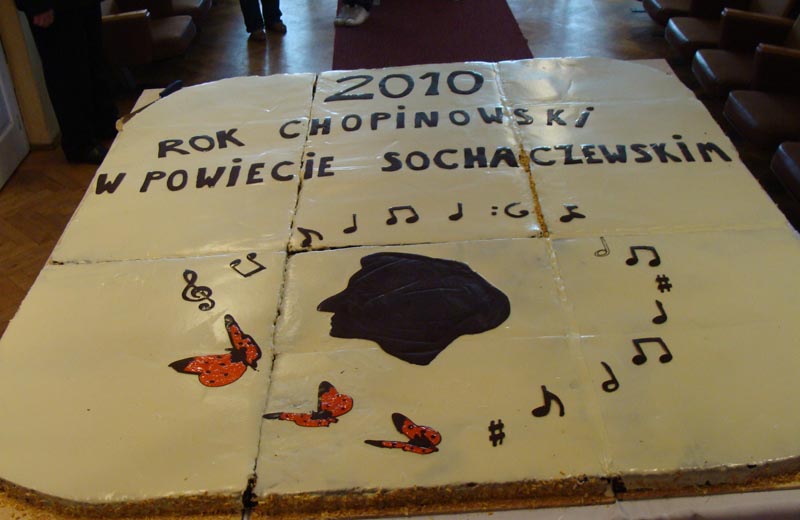 2010
ROK CHOPINOWSKI
W POWIECIE SOCHACZEWSKIM